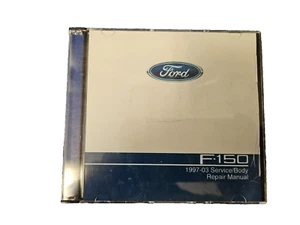 Ford
F-150
1997-03 Service/Body
Repair Manual